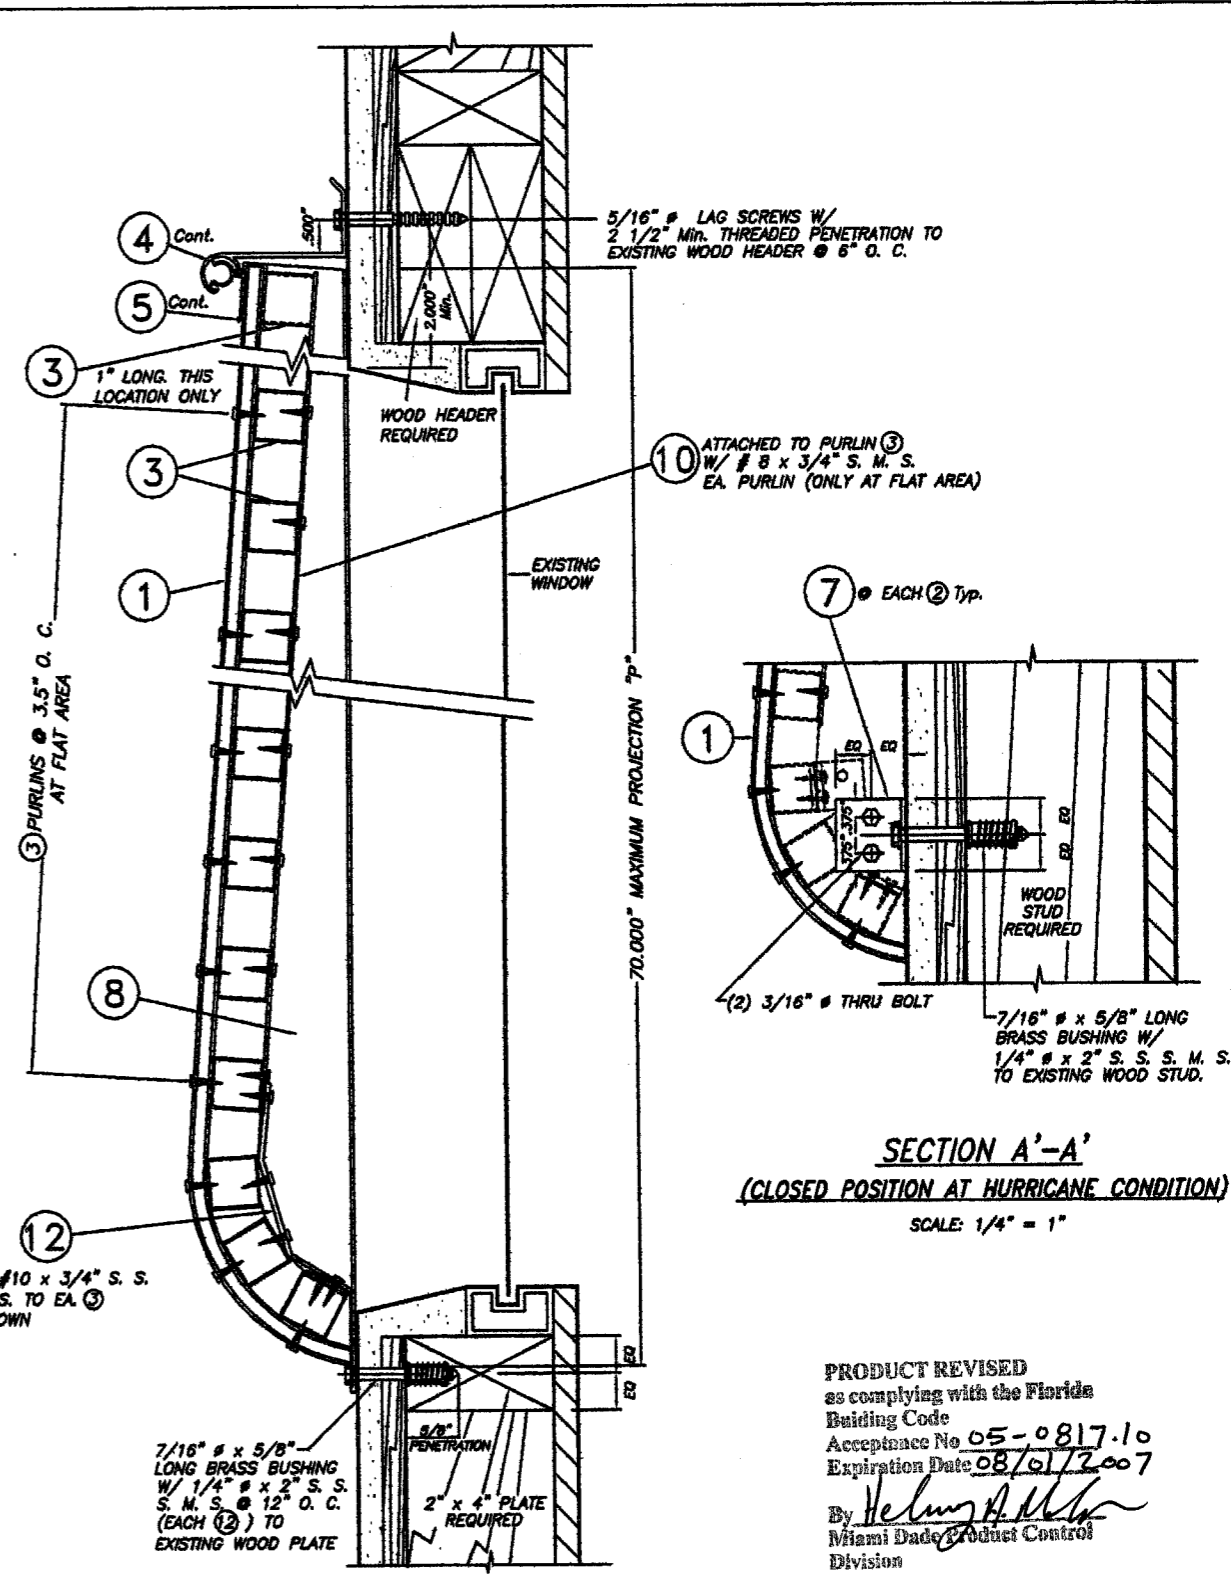 5/16" ø LAG SCREWS W/
2 1/2" Min. THREADED PENETRATION TO
EXISTING WOOD HEADER @ 6" O. C.
.500"
4 Cont.
5 Cont.
2.000"
Min.
3
1" LONG. THIS
LOCATION ONLY
WOOD HEADER
REQUIRED
10
ATTACHED TO PURLIN 3
W/ # 8 x 3/4" S. M. S.
EA. PURLIN (ONLY AT FLAT AREA)
3
EXISTING
WINDOW
1
3 PURLINS @ 3.5" O. C.
AT FLAT AREA
70.000" MAXIMUM PROJECTION "P"
7 @ EACH 2 Typ.
1
EQ EQ
.375" .375"
EQ
EQ
WOOD
STUD
REQUIRED
8
(2) 3/16" ø THRU BOLT
7/16" ø x 5/8" LONG
BRASS BUSHING W/
1/4" ø x 2" S. S. S. M. S.
TO EXISTING WOOD STUD.
SECTION A'-A'
(CLOSED POSITION AT HURRICANE CONDITION)
SCALE: 1/4" = 1"
12
#10 x 3/4" S. S.
S. TO EA. 3
OWN
EQ
EQ
5/8"
PENETRATION
7/16" ø x 5/8"
LONG BRASS BUSHING
W/ 1/4" ø x 2" S. S.
S. M. S. @ 12" O. C.
(EACH 12 ) TO
EXISTING WOOD PLATE
2" x 4" PLATE
REQUIRED
PRODUCT REVISED
as complying with the Florida
Building Code
Acceptance No 05-0817.10
Expiration Date 08/01/2007
By
Miami Dade Product Control
Division